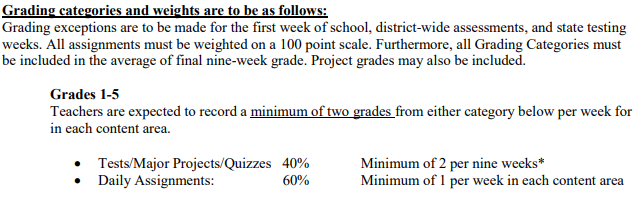 Grading categories and weights are to be as follows:
Grading exceptions are to be made for the first week of school, district-wide assessments, and state testing
weeks. All assignments must be weighted on a 100 point scale. Furthermore, all Grading Categories must
be included in the average of final nine-week grade. Project grades may also be included.
Grades 1-5
Teachers are expected to record a minimum of two grades from either category below per week for
in each content area.
• Tests/Major Projects/Quizzes 40% Minimum of 2 per nine weeks*
• Daily Assignments: 60% Minimum of 1 per week in each content area